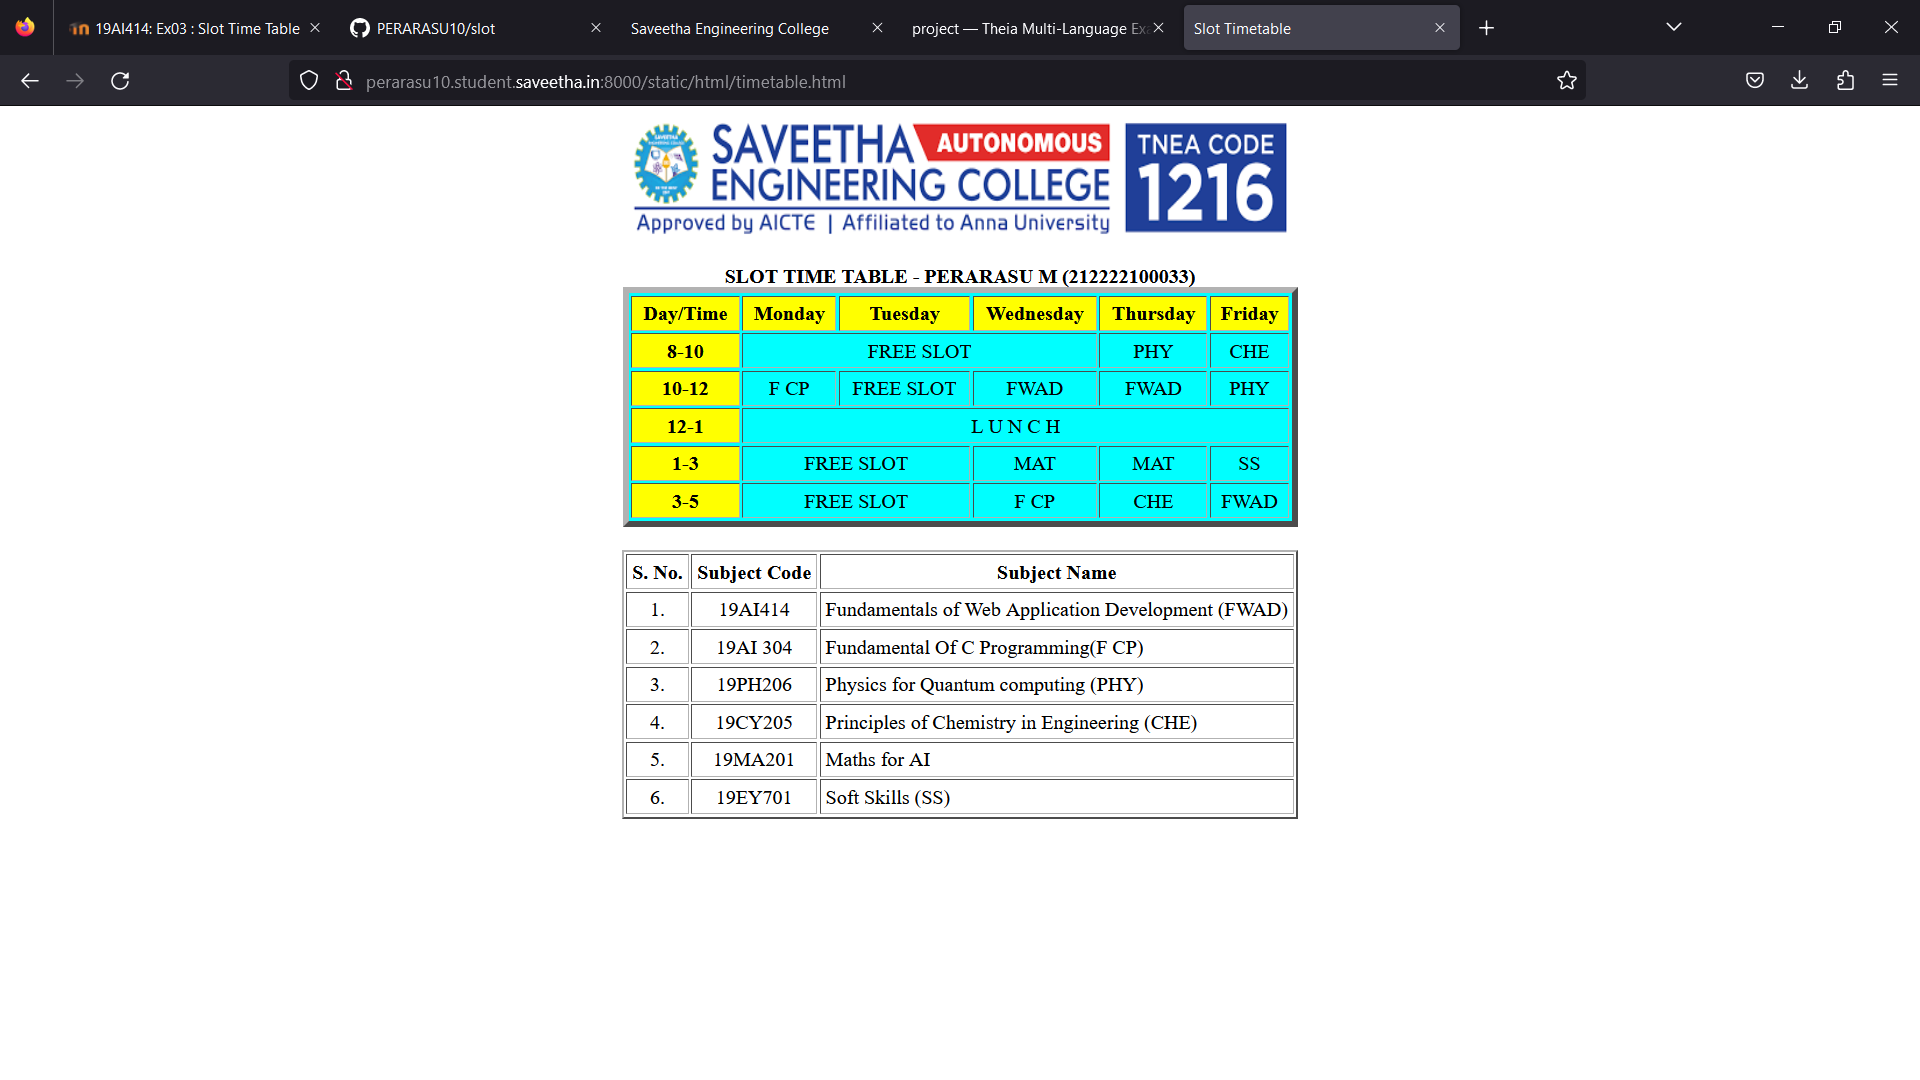 19AI414: Ex03 : Slot Time Table
PERARASU10/slot
Saveetha Engineering College
project — Theia Multi-Language Ex
Slot Timetable
perarasu10.student.saveetha.in:8000/static/html/timetable.html
SAVEETHA AUTONOMOUS
ENGINEERING COLLEGE
Approved by AICTE | Affiliated to Anna University
TNEA CODE
1216
SLOT TIME TABLE - PERARASU M (212222100033)
Day/Time Monday Tuesday Wednesday Thursday Friday
8-10 FREE SLOT PHY CHE
10-12 F CP FREE SLOT FWAD FWAD PHY
12-1 L U N C H
1-3 FREE SLOT MAT MAT SS
3-5 FREE SLOT F CP CHE FWAD
S. No. Subject Code Subject Name
1. 19AI414 Fundamentals of Web Application Development (FWAD)
2. 19AI 304 Fundamental Of C Programming(F CP)
3. 19PH206 Physics for Quantum computing (PHY)
4. 19CY205 Principles of Chemistry in Engineering (CHE)
5. 19MA201 Maths for AI
6. 19EY701 Soft Skills (SS)